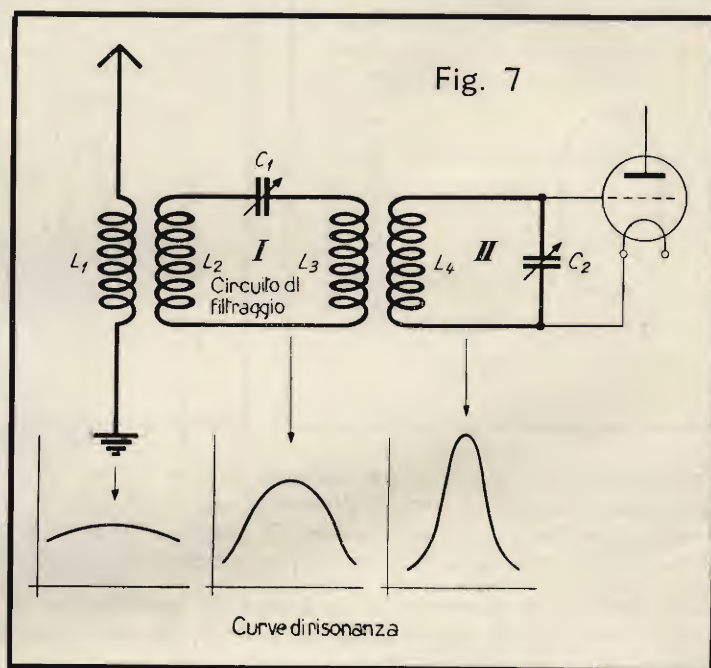 Fig. 7
C1
L1
L2
I
L3
L4
II
C2
Circuito di
filtraggio
Curve di risonanza